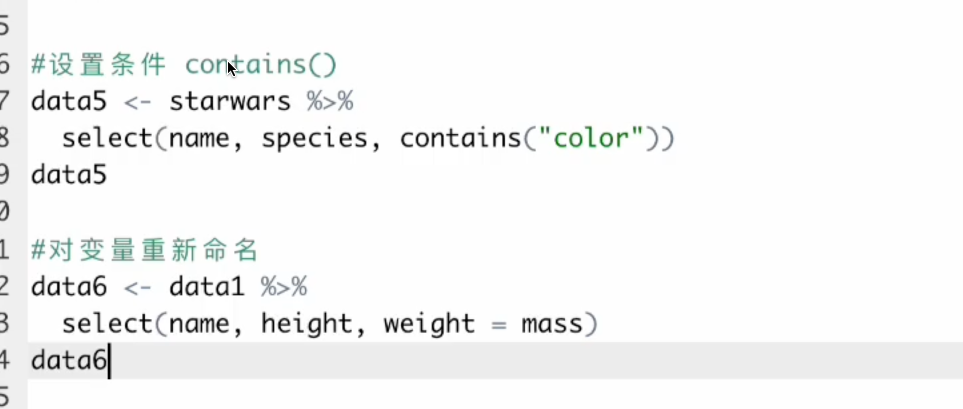 5
6 #设置条件 contains()
7 data5 <- starwars %>%
8   select(name, species, contains("color"))
9 data5
0
1 #对变量重新命名
2 data6 <- data1 %>%
3   select(name, height, weight = mass)
4 data6
5